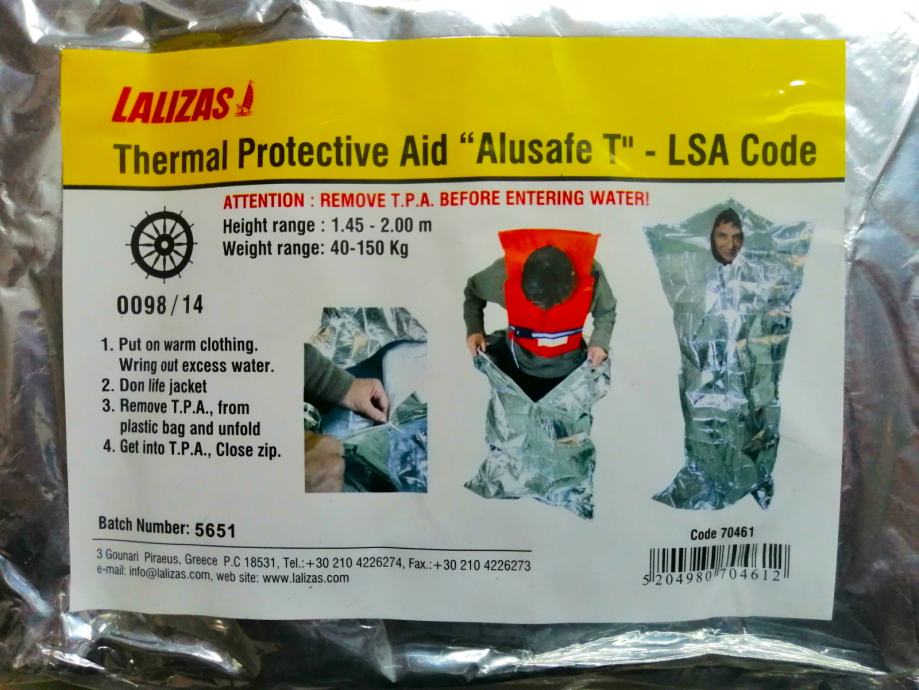 LALIZAS
Thermal Protective Aid “Alusafe T" - LSA Code
ATTENTION : REMOVE T.P.A. BEFORE ENTERING WATER!
Height range : 1.45 - 2.00 m
Weight range: 40-150 Kg
0098/14
1. Put on warm clothing.
Wring out excess water.
2. Don life jacket
3. Remove T.P.A., from
plastic bag and unfold
4. Get into T.P.A., Close zip.
Batch Number: 5651
3 Gounari Piraeus, Greece P.C 18531, Tel.:+30 210 4226274, Fax.:+30 210 4226273
e-mail: info@lalizas.com, web site: www.lalizas.com
Code 70461
5 204980 704612